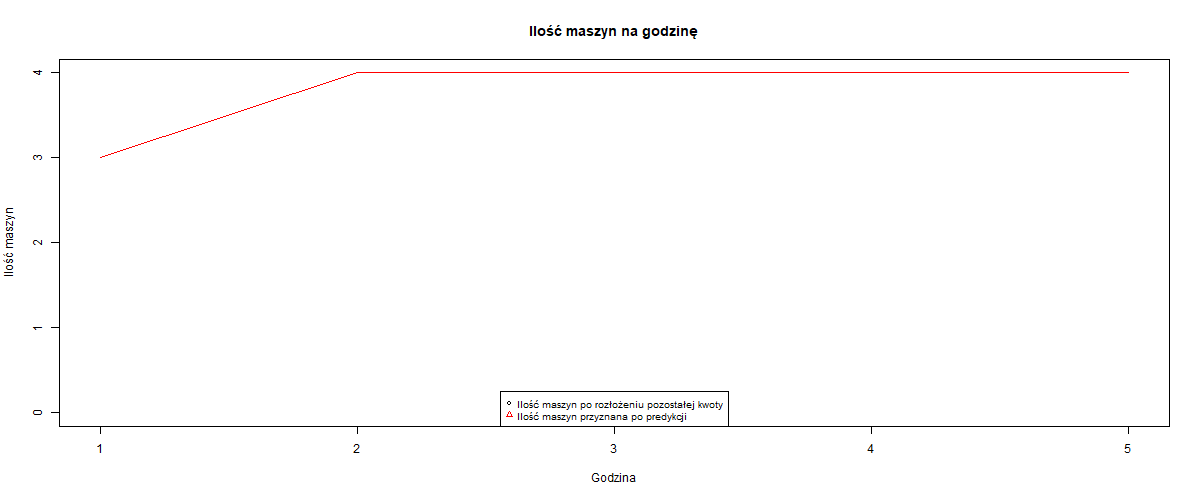 Ilość maszyn na godzinę
Ilość maszyn
4
3
2
1
0
Ilość maszyn po rozłożeniu pozostałej kwoty
Ilość maszyn przyznana po predykcji
1 2 3 4 5
Godzina